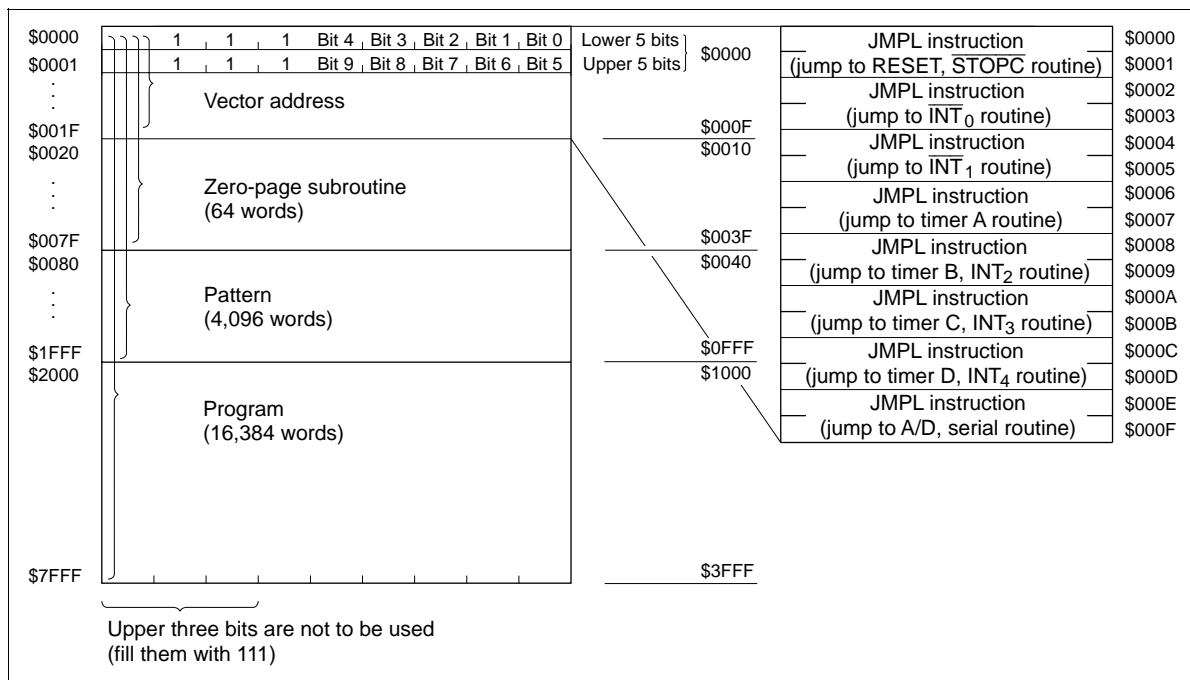 $0000 1 1 1 Bit 4 Bit 3 Bit 2 Bit 1 Bit 0 Lower 5 bits
$0001 1 1 1 Bit 9 Bit 8 Bit 7 Bit 6 Bit 5 Upper 5 bits
$0000
Vector address
$001F
$000F
$0020
$0010
Zero-page subroutine
(64 words)
$007F
$003F
$0080
$0040
Pattern
(4,096 words)
$1FFF
$0FFF
$2000
$1000
Program
(16,384 words)
$7FFF
$3FFF
Upper three bits are not to be used
(fill them with 111)
JMPL instruction $0000
(jump to RESET, STOPC routine) $0001
JMPL instruction $0002
(jump to INT0 routine) $0003
JMPL instruction $0004
(jump to INT1 routine) $0005
JMPL instruction $0006
(jump to timer A routine) $0007
JMPL instruction $0008
(jump to timer B, INT2 routine) $0009
JMPL instruction $000A
(jump to timer C, INT3 routine) $000B
JMPL instruction $000C
(jump to timer D, INT4 routine) $000D
JMPL instruction $000E
(jump to A/D, serial routine) $000F